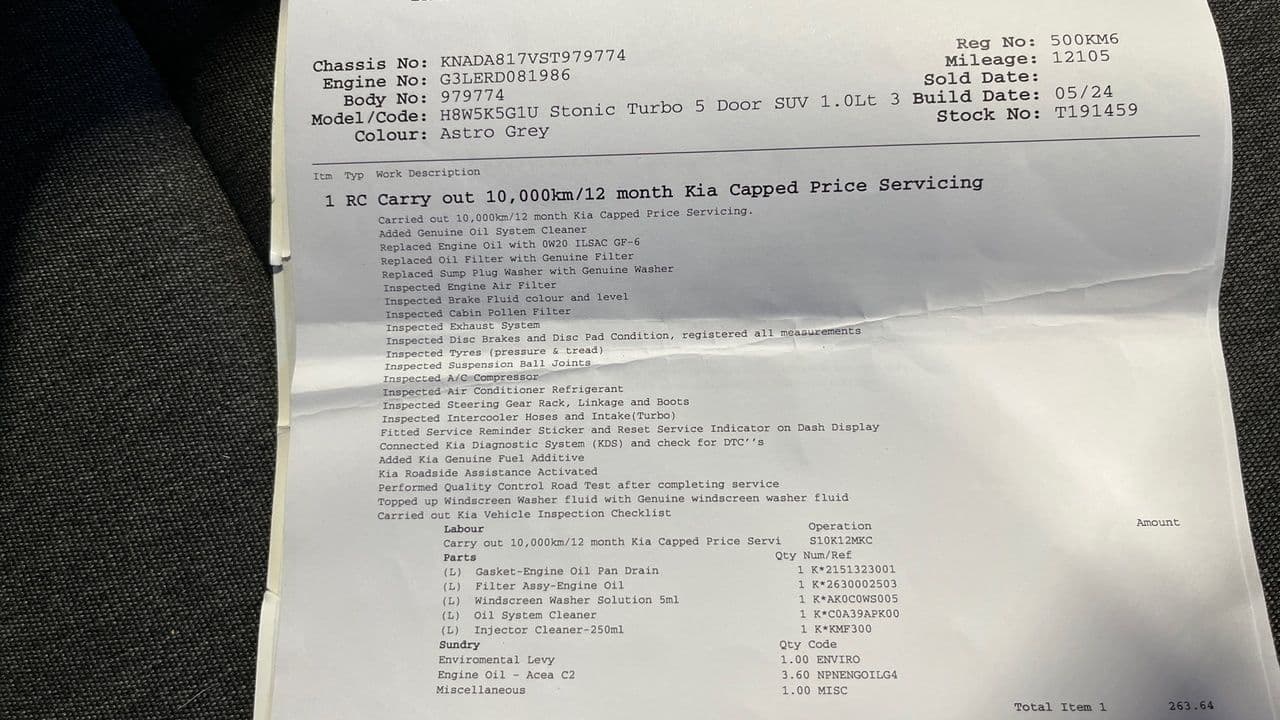 Chassis No: KNADA817VST979774
Reg No: 500KM6
Engine No: G3LERD081986
Mileage: 12105
Body No: 979774
Sold Date:
Model/Code: H8W5K5G1U Stonic Turbo 5 Door SUV 1.0Lt 3
Build Date: 05/24
Colour: Astro Grey
Stock No: T191459
Itm Typ Work Description
1 RC Carry out 10,000km/12 month Kia Capped Price Servicing
Carried out 10,000km/12 month Kia Capped Price Servicing.
Added Genuine Oil System Cleaner
Replaced Engine Oil with 0W20 ILSAC GF-6
Replaced Oil Filter with Genuine Filter
Replaced Sump Plug Washer with Genuine Washer
Inspected Engine Air Filter
Inspected Brake Fluid colour and level
Inspected Cabin Pollen Filter
Inspected Exhaust System
Inspected Disc Brakes and Disc Pad Condition, registered all measurements
Inspected Tyres (pressure & tread)
Inspected Suspension Ball Joints
Inspected A/C Compressor
Inspected Air Conditioner Refrigerant
Inspected Steering Gear Rack, Linkage and Boots
Inspected Intercooler Hoses and Intake(Turbo)
Fitted Service Reminder Sticker and Reset Service Indicator on Dash Display
Connected Kia Diagnostic System (KDS) and check for DTC''s
Added Kia Genuine Fuel Additive
Kia Roadside Assistance Activated
Performed Quality Control Road Test after completing service
Topped up Windscreen Washer fluid with Genuine windscreen washer fluid
Carried out Kia Vehicle Inspection Checklist
Labour Operation Amount
Carry out 10,000km/12 month Kia Capped Price Servi S10K12MKC
Parts Qty Num/Ref
(L) Gasket-Engine Oil Pan Drain 1 K*2151323001
(L) Filter Assy-Engine Oil 1 K*2630002503
(L) Windscreen Washer Solution 5ml 1 K*AK0C0WS005
(L) Oil System Cleaner 1 K*C0A39APK00
(L) Injector Cleaner-250ml 1 K*KMF300
Sundry Qty Code
Enviromental Levy 1.00 ENVIRO
Engine Oil - Acea C2 3.60 NPNENGOILG4
Miscellaneous 1.00 MISC
Total Item 1 263.64